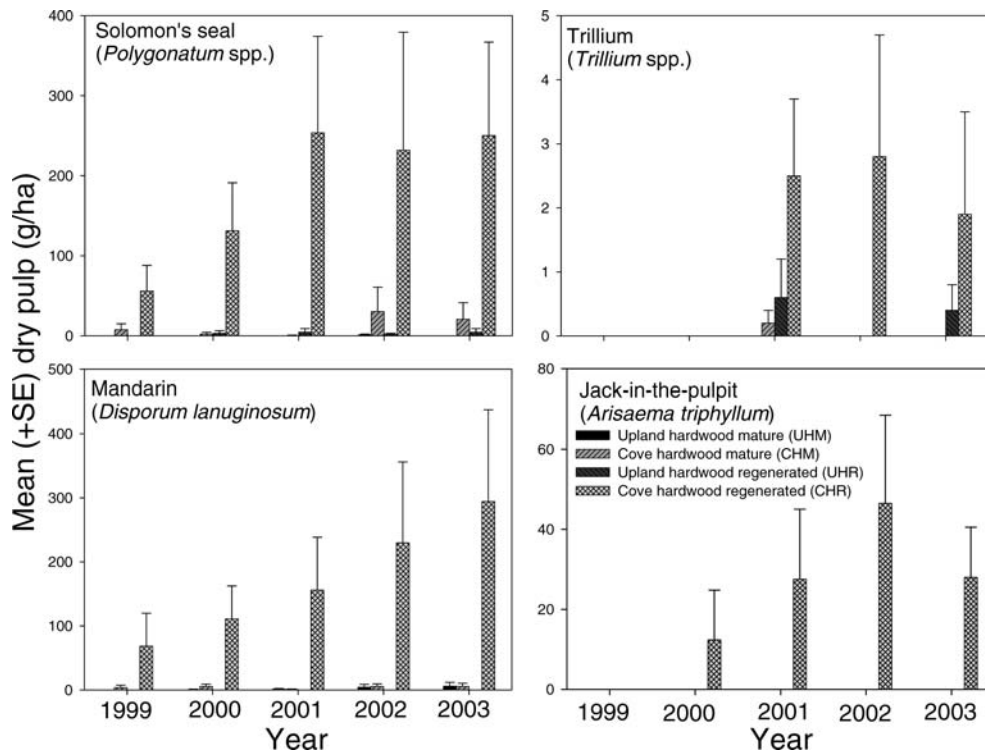 Mean (+SE) dry pulp (g/ha)
400
300
200
100
0
Solomon's seal
(Polygonatum spp.)
5
4
3
2
1
0
Trillium
(Trillium spp.)
500
400
300
200
100
0
Mandarin
(Disporum lanuginosum)
1999 2000 2001 2002 2003
Year
80
60
40
20
0
Jack-in-the-pulpit
(Arisaema triphyllum)
Upland hardwood mature (UHM)
Cove hardwood mature (CHM)
Upland hardwood regenerated (UHR)
Cove hardwood regenerated (CHR)
1999 2000 2001 2002 2003
Year